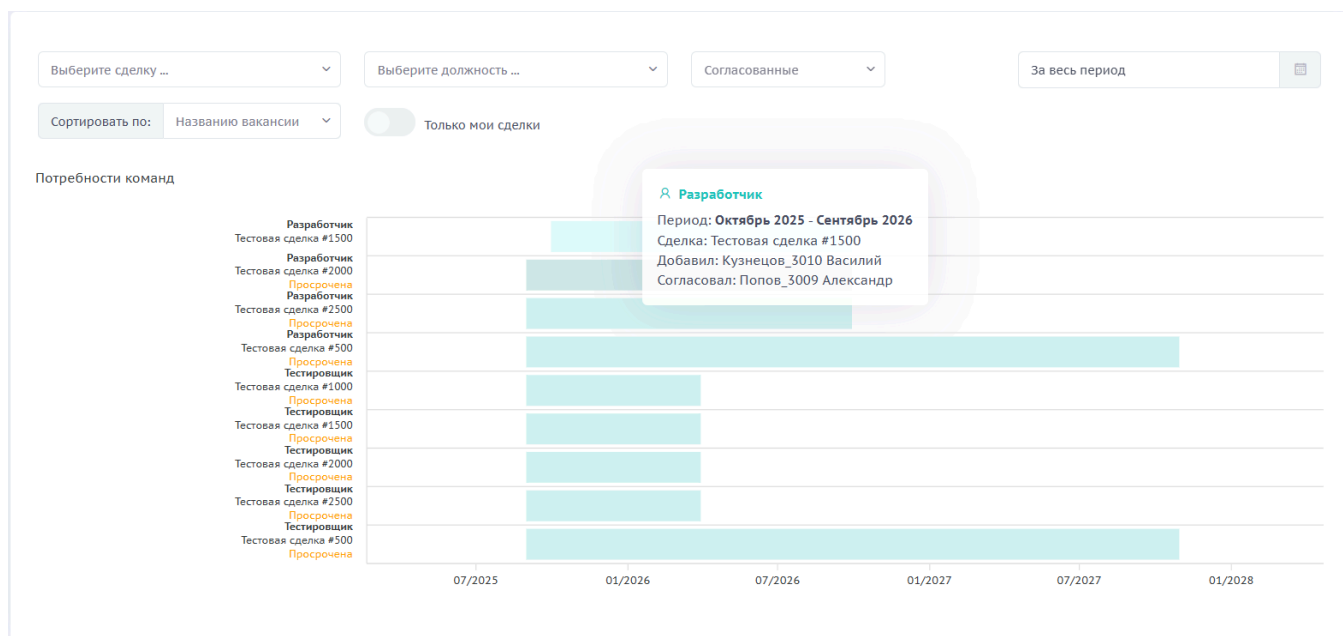 Выберите сделку ...
Выберите должность ...
Согласованные
За весь период
Сортировать по:
Названию вакансии
Только мои сделки
Потребности команд
Разработчик
Период: Октябрь 2025 - Сентябрь 2026
Сделка: Тестовая сделка #1500
Добавил: Кузнецов_3010 Василий
Согласовал: Попов_3009 Александр
Разработчик
Тестовая сделка #1500
Разработчик
Тестовая сделка #2000
Просрочена
Разработчик
Тестовая сделка #2500
Просрочена
Разработчик
Тестовая сделка #500
Просрочена
Тестировщик
Тестовая сделка #1000
Просрочена
Тестировщик
Тестовая сделка #1500
Просрочена
Тестировщик
Тестовая сделка #2000
Просрочена
Тестировщик
Тестовая сделка #2500
Просрочена
Тестировщик
Тестовая сделка #500
Просрочена
07/2025
01/2026
07/2026
01/2027
07/2027
01/2028